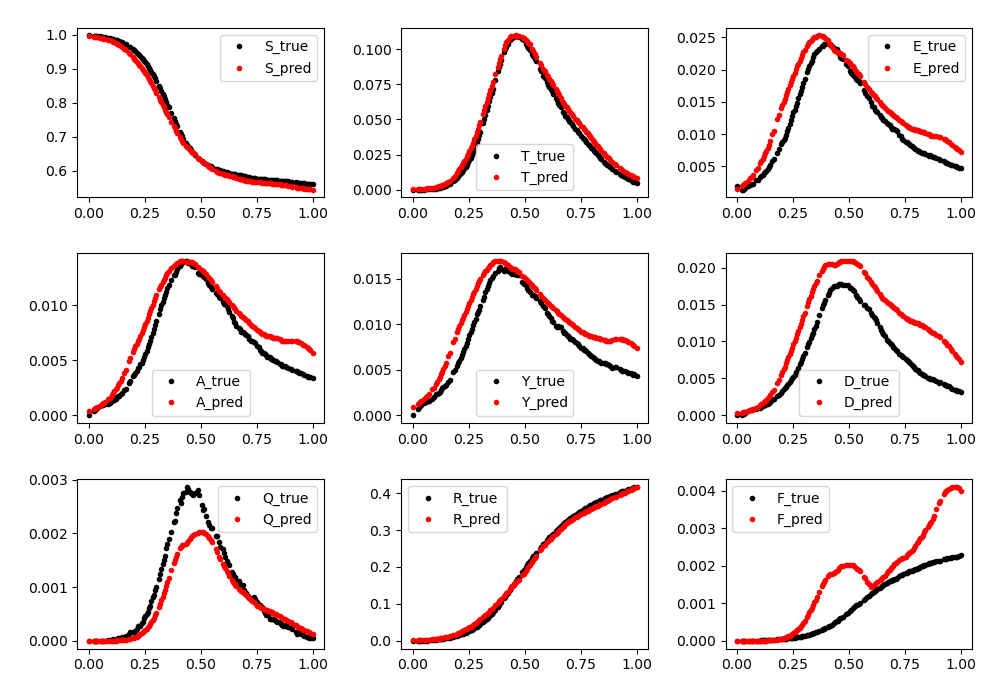 1.0
0.9
0.8
0.7
0.6
S_true
S_pred
0.00 0.25 0.50 0.75 1.00
0.100
0.075
0.050
0.025
0.000
T_true
T_pred
0.00 0.25 0.50 0.75 1.00
0.025
0.020
0.015
0.010
0.005
E_true
E_pred
0.00 0.25 0.50 0.75 1.00
0.010
0.005
0.000
A_true
A_pred
0.00 0.25 0.50 0.75 1.00
0.015
0.010
0.005
0.000
Y_true
Y_pred
0.00 0.25 0.50 0.75 1.00
0.020
0.015
0.010
0.005
0.000
D_true
D_pred
0.00 0.25 0.50 0.75 1.00
0.003
0.002
0.001
0.000
Q_true
Q_pred
0.00 0.25 0.50 0.75 1.00
0.4
0.3
0.2
0.1
0.0
R_true
R_pred
0.00 0.25 0.50 0.75 1.00
0.004
0.003
0.002
0.001
0.000
F_true
F_pred
0.00 0.25 0.50 0.75 1.00